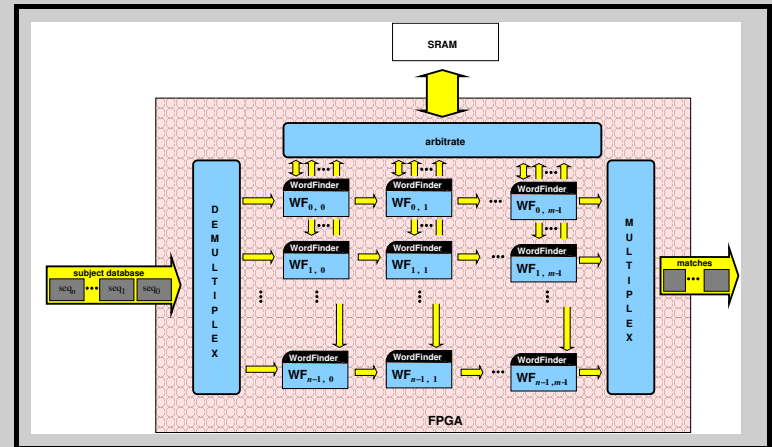 SRAM
arbitrate
WordFinder WordFinder WordFinder
WF0, 0 WF0, 1 ... WF0, m-1
WordFinder WordFinder WordFinder
WF1, 0 WF1, 1 ... WF1, m-1
WordFinder WordFinder WordFinder
WFn-1, 0 WFn-1, 1 ... WFn-1,m-1
DEMULTIPLEX
MULTIPLEX
subject database
seqn ... seq1 seq0
matches
...
FPGA